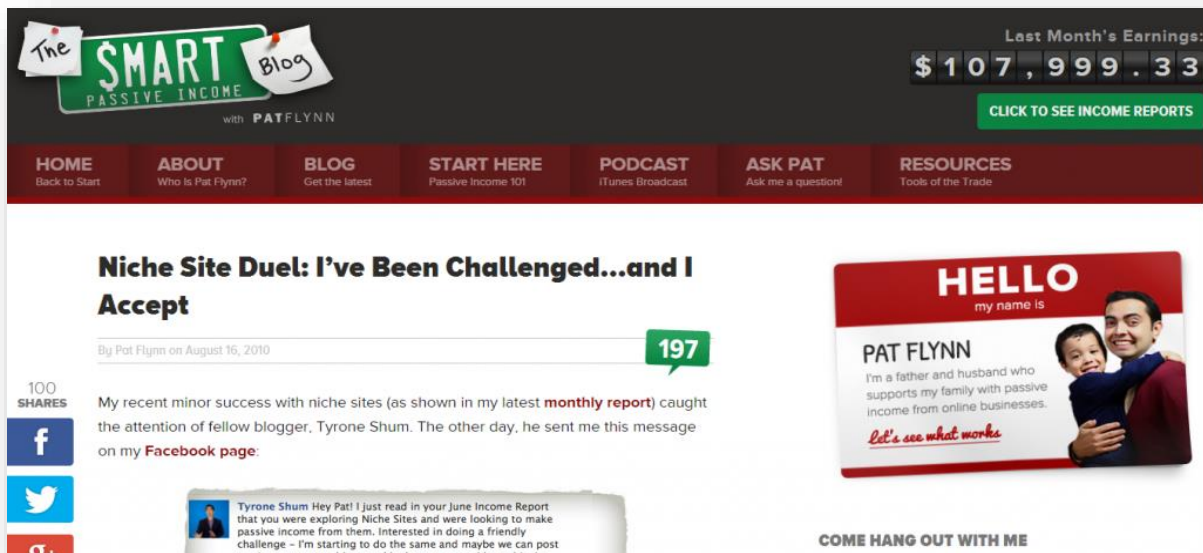 The
$MART
Blog
PASSIVE INCOME
with PATFLYNN
Last Month's Earnings:
$107,999.33
CLICK TO SEE INCOME REPORTS
HOME
Back to Start
ABOUT
Who Is Pat Flynn?
BLOG
Get the latest
START HERE
Passive Income 101
PODCAST
iTunes Broadcast
ASK PAT
Ask me a question!
RESOURCES
Tools of the Trade
Niche Site Duel: I've Been Challenged...and I
Accept
By Pat Flynn on August 16, 2010
197
100
SHARES
f
My recent minor success with niche sites (as shown in my latest monthly report) caught
the attention of fellow blogger, Tyrone Shum. The other day, he sent me this message
on my Facebook page:
Tyrone Shum Hey Pat! I just read in your June Income Report
that you were exploring Niche Sites and were looking to make
passive income from them. Interested in doing a friendly
challenge – I'm starting to do the same and maybe we can post
HELLO
my name is
PAT FLYNN
I'm a father and husband who
supports my family with passive
income from online businesses.
let's see what works
COME HANG OUT WITH ME